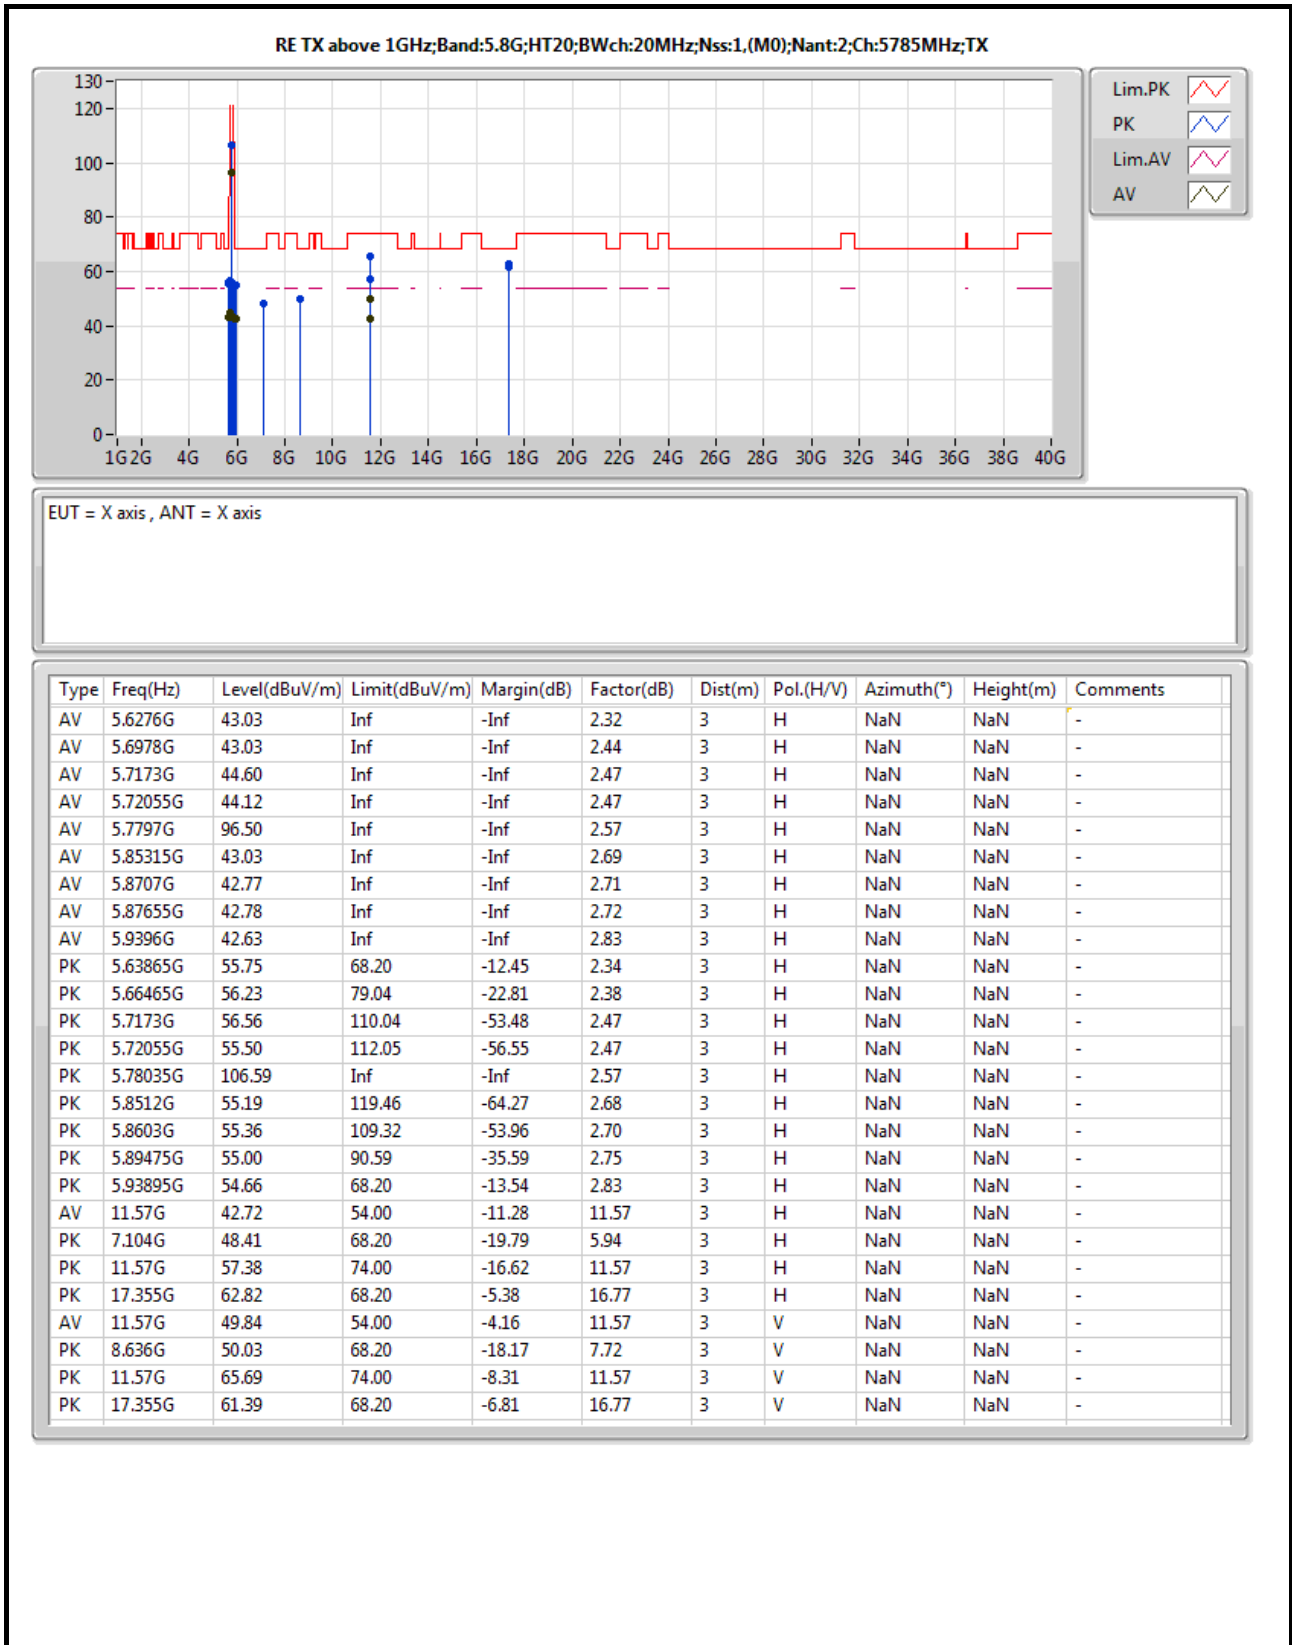 RE TX above 1GHz;Band:5.8G;HT20;BWch:20MHz;Nss:1,(M0);Nant:2;Ch:5785MHz;TX
130
120
100
80
60
40
20
0
1G 2G 4G 6G 8G 10G 12G 14G 16G 18G 20G 22G 24G 26G 28G 30G 32G 34G 36G 38G 40G
Lim.PK
PK
Lim.AV
AV
EUT = X axis , ANT = X axis
Type Freq(Hz) Level(dBuV/m) Limit(dBuV/m) Margin(dB) Factor(dB) Dist(m) Pol.(H/V) Azimuth(°) Height(m) Comments
AV 5.6276G 43.03 Inf -Inf 2.32 3 H NaN NaN -
AV 5.6978G 43.03 Inf -Inf 2.44 3 H NaN NaN -
AV 5.7173G 44.60 Inf -Inf 2.47 3 H NaN NaN -
AV 5.72055G 44.12 Inf -Inf 2.47 3 H NaN NaN -
AV 5.7797G 96.50 Inf -Inf 2.57 3 H NaN NaN -
AV 5.85315G 43.03 Inf -Inf 2.69 3 H NaN NaN -
AV 5.8707G 42.77 Inf -Inf 2.71 3 H NaN NaN -
AV 5.87655G 42.78 Inf -Inf 2.72 3 H NaN NaN -
AV 5.9396G 42.63 Inf -Inf 2.83 3 H NaN NaN -
PK 5.63865G 55.75 68.20 -12.45 2.34 3 H NaN NaN -
PK 5.66465G 56.23 79.04 -22.81 2.38 3 H NaN NaN -
PK 5.7173G 56.56 110.04 -53.48 2.47 3 H NaN NaN -
PK 5.72055G 55.50 112.05 -56.55 2.47 3 H NaN NaN -
PK 5.78035G 106.59 Inf -Inf 2.57 3 H NaN NaN -
PK 5.8512G 55.19 119.46 -64.27 2.68 3 H NaN NaN -
PK 5.8603G 55.36 109.32 -53.96 2.70 3 H NaN NaN -
PK 5.89475G 55.00 90.59 -35.59 2.75 3 H NaN NaN -
PK 5.93895G 54.66 68.20 -13.54 2.83 3 H NaN NaN -
AV 11.57G 42.72 54.00 -11.28 11.57 3 H NaN NaN -
PK 7.104G 48.41 68.20 -19.79 5.94 3 H NaN NaN -
PK 11.57G 57.38 74.00 -16.62 11.57 3 H NaN NaN -
PK 17.355G 62.82 68.20 -5.38 16.77 3 H NaN NaN -
AV 11.57G 49.84 54.00 -4.16 11.57 3 V NaN NaN -
PK 8.636G 50.03 68.20 -18.17 7.72 3 V NaN NaN -
PK 11.57G 65.69 74.00 -8.31 11.57 3 V NaN NaN -
PK 17.355G 61.39 68.20 -6.81 16.77 3 V NaN NaN -